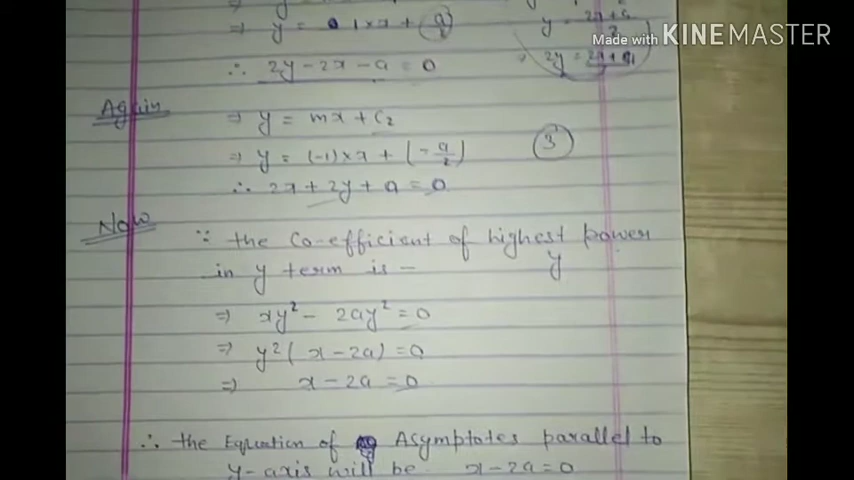 ⇒ y = 1×x + (a/2)
y = 2x+a/2
∴ 2y-2x-a=0
⇒ 2y = 2x+a
Made with KINEMASTER
Again
⇒ y = mx + c₂
⇒ y = (-1)×x + (-a/2)
3
∴ 2x+2y+a=0
Now
∵ the Co-efficient of highest power
in y term is - y
⇒ xy² - 2ay² = 0
⇒ y² ( x-2a) = 0
⇒ x-2a = 0
∴ the Equation of Asymptotes parallel to
y-axis will be x-2a=0